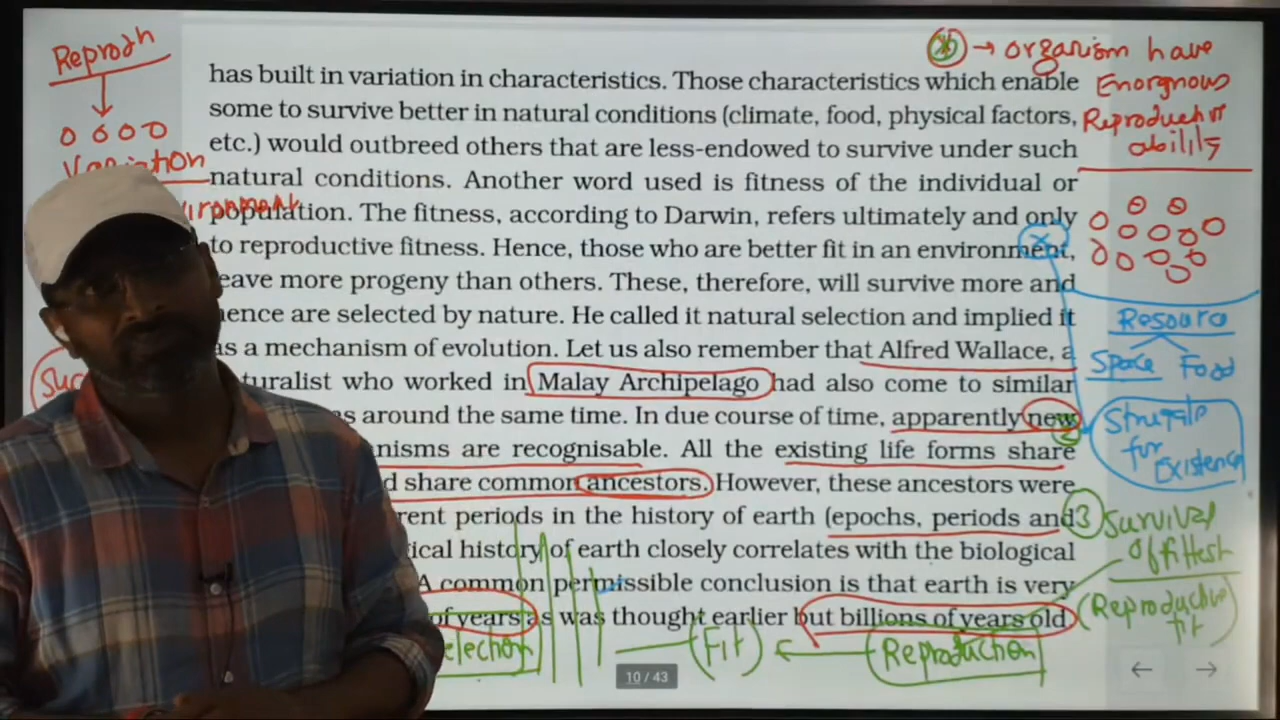 Reprodn
Variation
has built in variation in characteristics. Those characteristics which enable
some to survive better in natural conditions (climate, food, physical factors,
etc.) would outbreed others that are less-endowed to survive under such
natural conditions. Another word used is fitness of the individual or
population. The fitness, according to Darwin, refers ultimately and only
to reproductive fitness. Hence, those who are better fit in an environment,
eave more progeny than others. These, therefore, will survive more and
hence are selected by nature. He called it natural selection and implied it
as a mechanism of evolution. Let us also remember that Alfred Wallace, a
turalist who worked in Malay Archipelago had also come to similar
s around the same time. In due course of time, apparently new
nisms are recognisable. All the existing life forms share
d share common ancestors. However, these ancestors were
rent periods in the history of earth (epochs, periods and
ical history of earth closely correlates with the biological
A common permissible conclusion is that earth is very
of years as was thought earlier but billions of years old
election
(Fit)
Reproduction
10 / 43
→ organism have
Enorgmous
ability
Resource
Space Food
Struggle
for
Existence
3 Survival
of fittest
(Reproductive
fit)